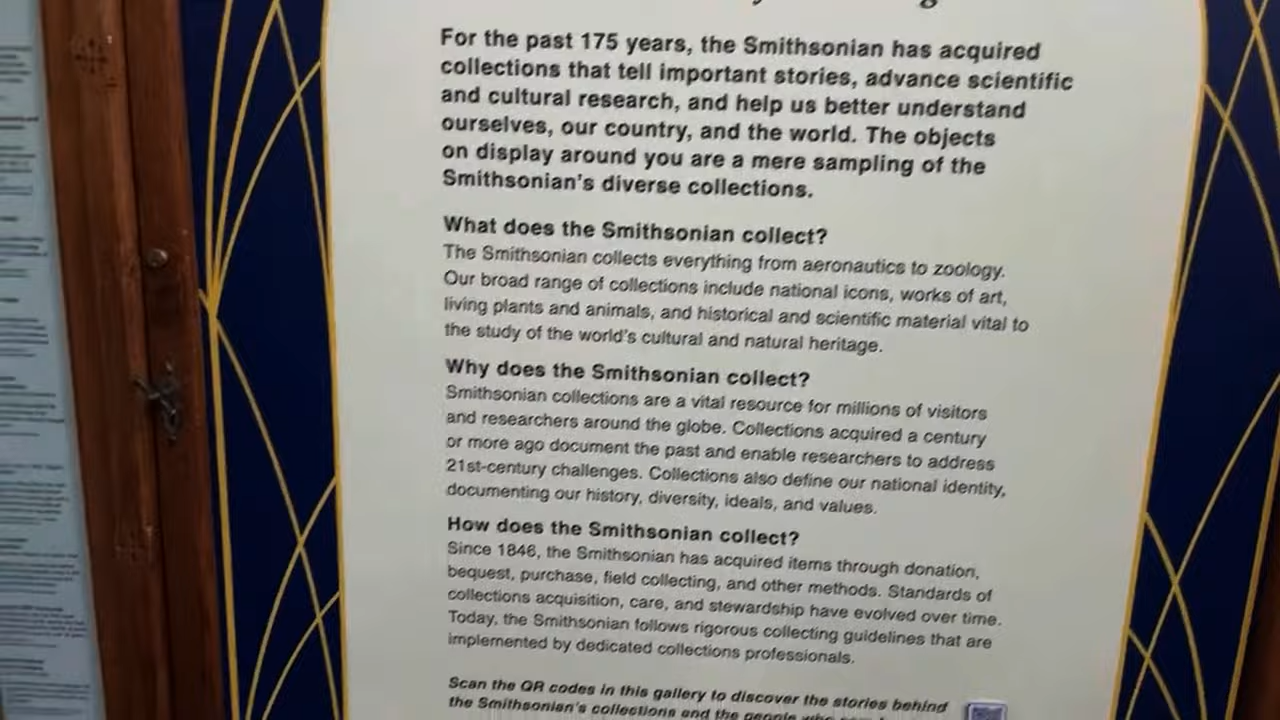 For the past 175 years, the Smithsonian has acquired
collections that tell important stories, advance scientific
and cultural research, and help us better understand
ourselves, our country, and the world. The objects
on display around you are a mere sampling of the
Smithsonian's diverse collections.
What does the Smithsonian collect?
The Smithsonian collects everything from aeronautics to zoology.
Our broad range of collections include national icons, works of art,
living plants and animals, and historical and scientific material vital to
the study of the world's cultural and natural heritage.
Why does the Smithsonian collect?
Smithsonian collections are a vital resource for millions of visitors
and researchers around the globe. Collections acquired a century
or more ago document the past and enable researchers to address
21st-century challenges. Collections also define our national identity,
documenting our history, diversity, ideals, and values.
How does the Smithsonian collect?
Since 1846, the Smithsonian has acquired items through donation,
bequest, purchase, field collecting, and other methods. Standards of
collections acquisition, care, and stewardship have evolved over time.
Today, the Smithsonian follows rigorous collecting guidelines that are
implemented by dedicated collections professionals.
Scan the QR codes in this gallery to discover the stories behind
the Smithsonian's collections and the people who